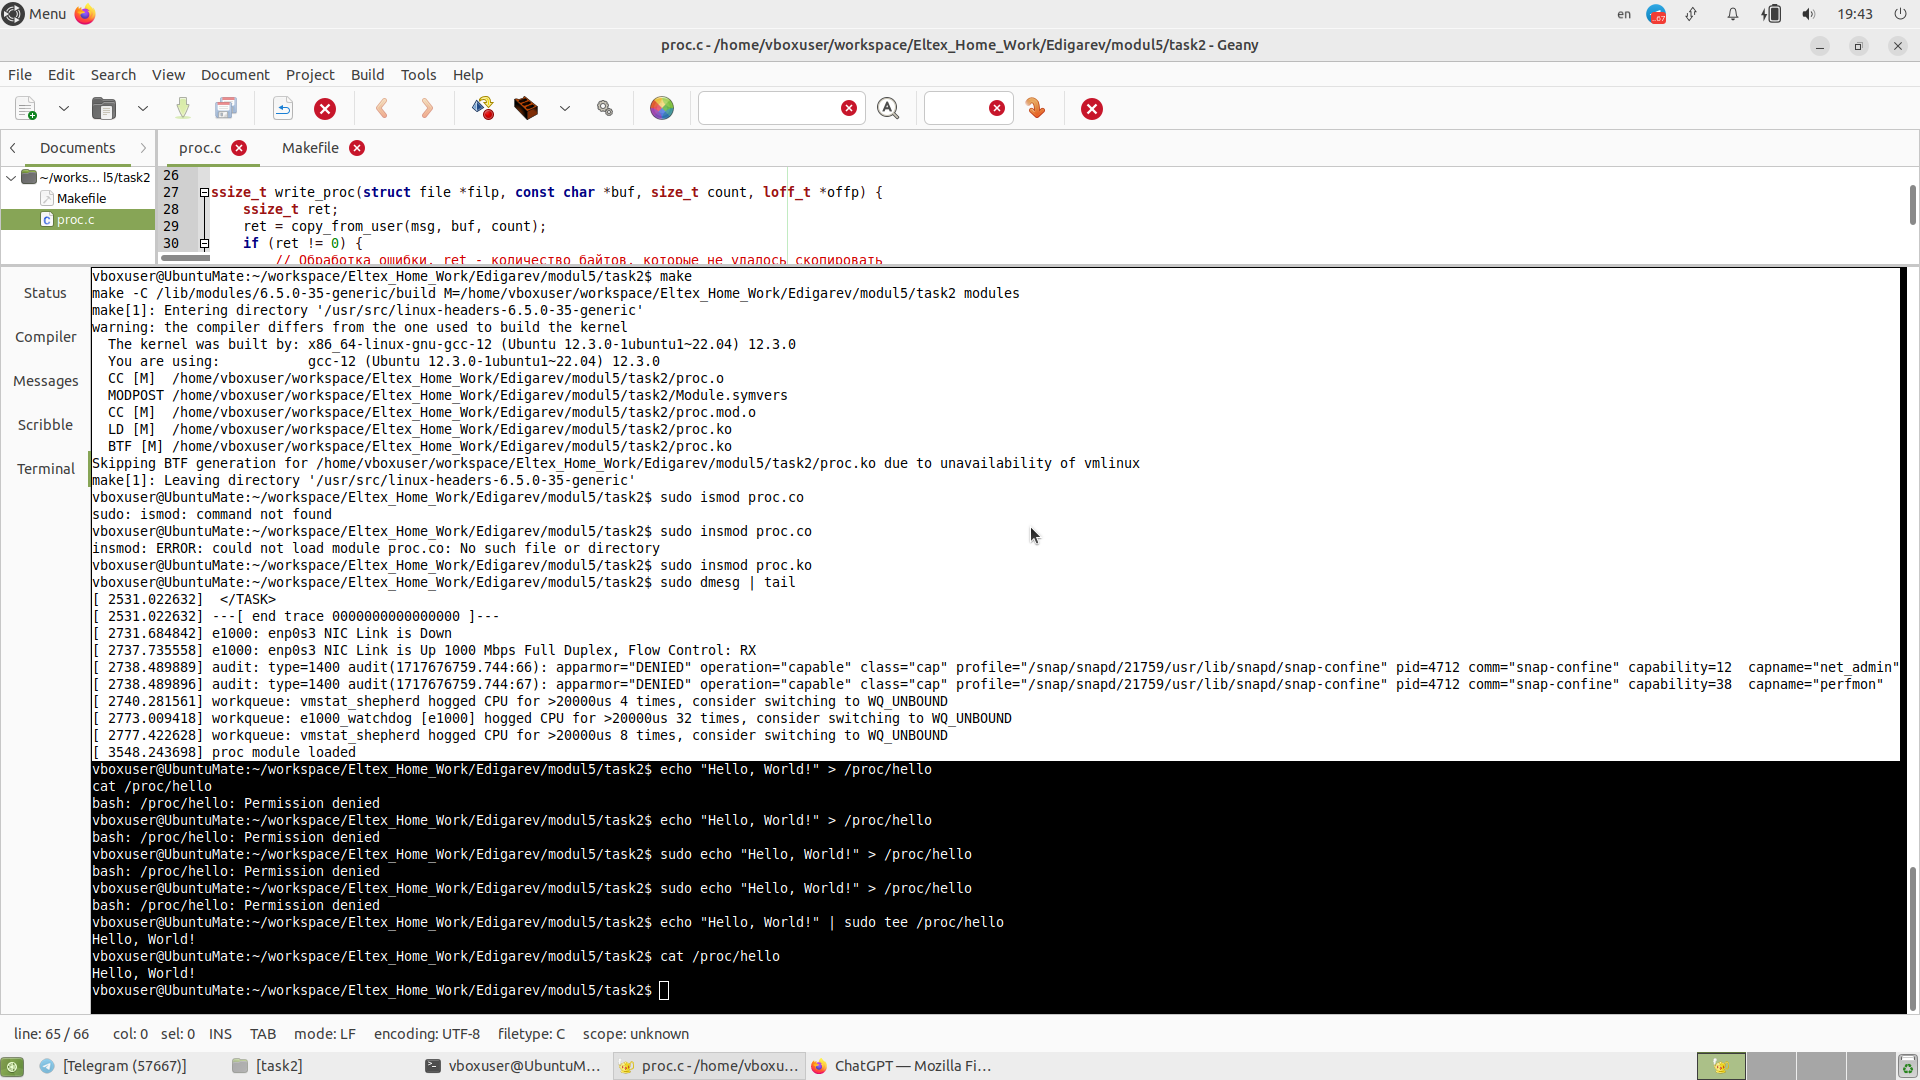 Menu
en
67
19:43
proc.c - /home/vboxuser/workspace/Eltex_Home_Work/Edigarev/modul5/task2 - Geany
File Edit Search View Document Project Build Tools Help
Documents
proc.c
Makefile
~/works... l5/task2
Makefile
proc.c
26
27 ssize_t write_proc(struct file *filp, const char *buf, size_t count, loff_t *offp) {
28 ssize_t ret;
29 ret = copy_from_user(msg, buf, count);
30 if (ret != 0) {
// Обработка ошибки, ret - количество байтов, которые не удалось скопировать
Status
Compiler
Messages
Scribble
Terminal
vboxuser@UbuntuMate:~/workspace/Eltex_Home_Work/Edigarev/modul5/task2$ make
make -C /lib/modules/6.5.0-35-generic/build M=/home/vboxuser/workspace/Eltex_Home_Work/Edigarev/modul5/task2 modules
make[1]: Entering directory '/usr/src/linux-headers-6.5.0-35-generic'
warning: the compiler differs from the one used to build the kernel
The kernel was built by: x86_64-linux-gnu-gcc-12 (Ubuntu 12.3.0-1ubuntu1~22.04) 12.3.0
You are using: gcc-12 (Ubuntu 12.3.0-1ubuntu1~22.04) 12.3.0
CC [M] /home/vboxuser/workspace/Eltex_Home_Work/Edigarev/modul5/task2/proc.o
MODPOST /home/vboxuser/workspace/Eltex_Home_Work/Edigarev/modul5/task2/Module.symvers
CC [M] /home/vboxuser/workspace/Eltex_Home_Work/Edigarev/modul5/task2/proc.mod.o
LD [M] /home/vboxuser/workspace/Eltex_Home_Work/Edigarev/modul5/task2/proc.ko
BTF [M] /home/vboxuser/workspace/Eltex_Home_Work/Edigarev/modul5/task2/proc.ko
Skipping BTF generation for /home/vboxuser/workspace/Eltex_Home_Work/Edigarev/modul5/task2/proc.ko due to unavailability of vmlinux
make[1]: Leaving directory '/usr/src/linux-headers-6.5.0-35-generic'
vboxuser@UbuntuMate:~/workspace/Eltex_Home_Work/Edigarev/modul5/task2$ sudo ismod proc.co
sudo: ismod: command not found
vboxuser@UbuntuMate:~/workspace/Eltex_Home_Work/Edigarev/modul5/task2$ sudo insmod proc.co
insmod: ERROR: could not load module proc.co: No such file or directory
vboxuser@UbuntuMate:~/workspace/Eltex_Home_Work/Edigarev/modul5/task2$ sudo insmod proc.ko
vboxuser@UbuntuMate:~/workspace/Eltex_Home_Work/Edigarev/modul5/task2$ sudo dmesg | tail
[ 2531.022632] </TASK>
[ 2531.022632] ---[ end trace 0000000000000000 ]---
[ 2731.684842] e1000: enp0s3 NIC Link is Down
[ 2737.735558] e1000: enp0s3 NIC Link is Up 1000 Mbps Full Duplex, Flow Control: RX
[ 2738.489889] audit: type=1400 audit(1717676759.744:66): apparmor="DENIED" operation="capable" class="cap" profile="/snap/snapd/21759/usr/lib/snapd/snap-confine" pid=4712 comm="snap-confine" capability=12 capname="net_admin"
[ 2738.489896] audit: type=1400 audit(1717676759.744:67): apparmor="DENIED" operation="capable" class="cap" profile="/snap/snapd/21759/usr/lib/snapd/snap-confine" pid=4712 comm="snap-confine" capability=38 capname="perfmon"
[ 2740.281561] workqueue: vmstat_shepherd hogged CPU for >20000us 4 times, consider switching to WQ_UNBOUND
[ 2773.009418] workqueue: e1000_watchdog [e1000] hogged CPU for >20000us 32 times, consider switching to WQ_UNBOUND
[ 2777.422628] workqueue: vmstat_shepherd hogged CPU for >20000us 8 times, consider switching to WQ_UNBOUND
[ 3548.243698] proc module loaded
vboxuser@UbuntuMate:~/workspace/Eltex_Home_Work/Edigarev/modul5/task2$ echo "Hello, World!" > /proc/hello
cat /proc/hello
bash: /proc/hello: Permission denied
vboxuser@UbuntuMate:~/workspace/Eltex_Home_Work/Edigarev/modul5/task2$ echo "Hello, World!" > /proc/hello
bash: /proc/hello: Permission denied
vboxuser@UbuntuMate:~/workspace/Eltex_Home_Work/Edigarev/modul5/task2$ sudo echo "Hello, World!" > /proc/hello
bash: /proc/hello: Permission denied
vboxuser@UbuntuMate:~/workspace/Eltex_Home_Work/Edigarev/modul5/task2$ sudo echo "Hello, World!" > /proc/hello
bash: /proc/hello: Permission denied
vboxuser@UbuntuMate:~/workspace/Eltex_Home_Work/Edigarev/modul5/task2$ echo "Hello, World!" | sudo tee /proc/hello
Hello, World!
vboxuser@UbuntuMate:~/workspace/Eltex_Home_Work/Edigarev/modul5/task2$ cat /proc/hello
Hello, World!
vboxuser@UbuntuMate:~/workspace/Eltex_Home_Work/Edigarev/modul5/task2$
line: 65 / 66 col: 0 sel: 0 INS TAB mode: LF encoding: UTF-8 filetype: C scope: unknown
[Telegram (57667)]
[task2]
vboxuser@UbuntuM...
proc.c - /home/vboxu...
ChatGPT — Mozilla Fi...